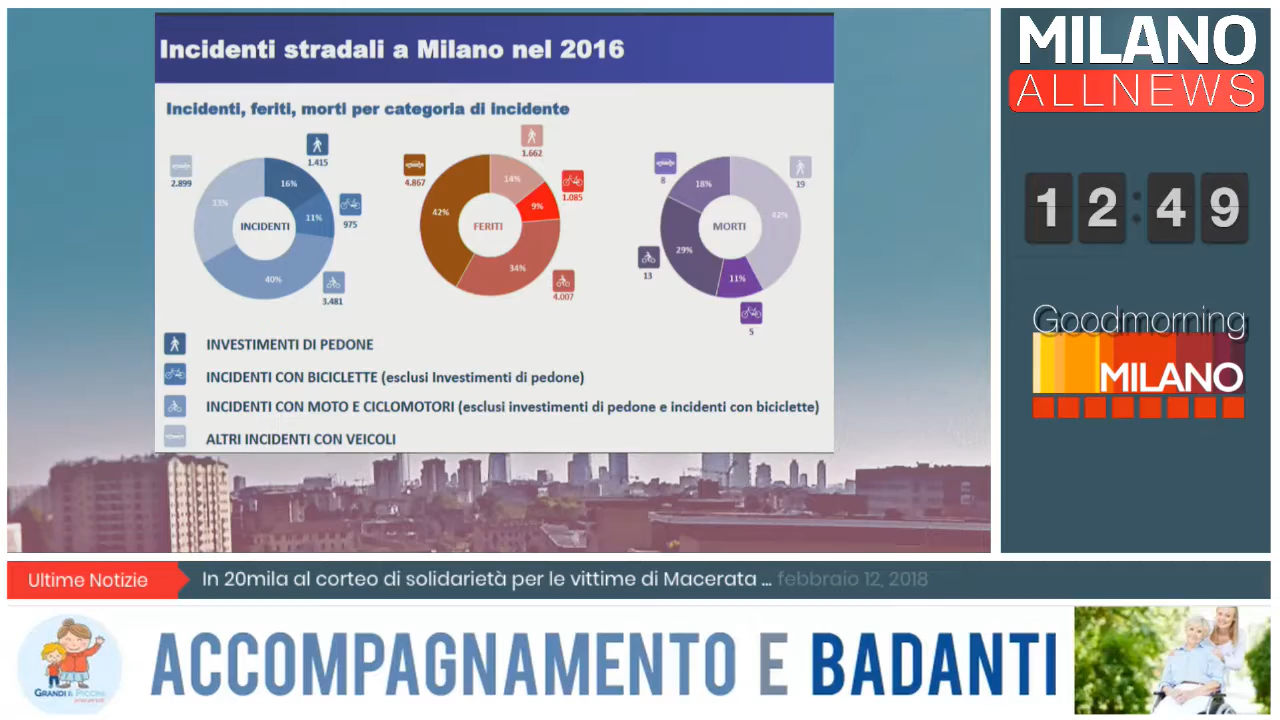 Incidenti stradali a Milano nel 2016
Incidenti, feriti, morti per categoria di incidente
1.415
2.899
16%
33%
11%
975
INCIDENTI
40%
3.481
1.662
4.867
14%
1.085
9%
42%
FERITI
34%
4.007
8
19
18%
42%
MORTI
29%
13
11%
5
INVESTIMENTI DI PEDONE
INCIDENTI CON BICICLETTE (esclusi Investimenti di pedone)
INCIDENTI CON MOTO E CICLOMOTORI (esclusi investimenti di pedone e incidenti con biciclette)
ALTRI INCIDENTI CON VEICOLI
MILANO
ALLNEWS
12:49
Goodmorning
MILANO
Ultime Notizie
In 20mila al corteo di solidarietà per le vittime di Macerata ... febbraio 12, 2018
GRANDI & PICCINI
ACCOMPAGNAMENTO E BADANTI